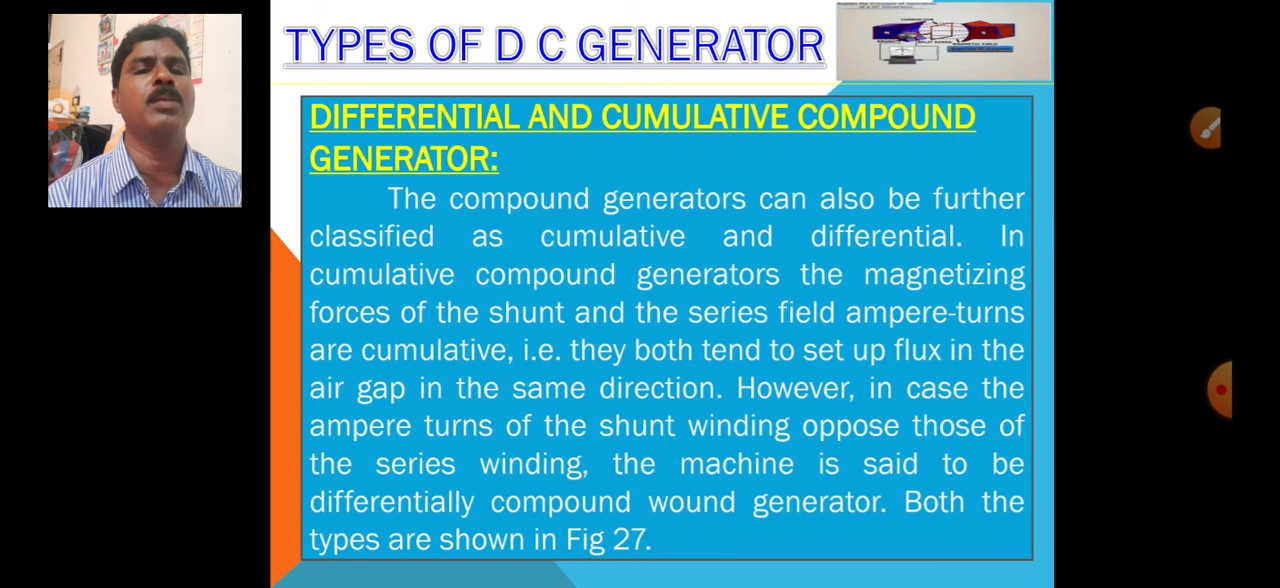 TYPES OF D C GENERATOR
DIFFERENTIAL AND CUMULATIVE COMPOUND
GENERATOR:
The compound generators can also be further
classified as cumulative and differential. In
cumulative compound generators the magnetizing
forces of the shunt and the series field ampere-turns
are cumulative, i.e. they both tend to set up flux in the
air gap in the same direction. However, in case the
ampere turns of the shunt winding oppose those of
the series winding, the machine is said to be
differentially compound wound generator. Both the
types are shown in Fig 27.